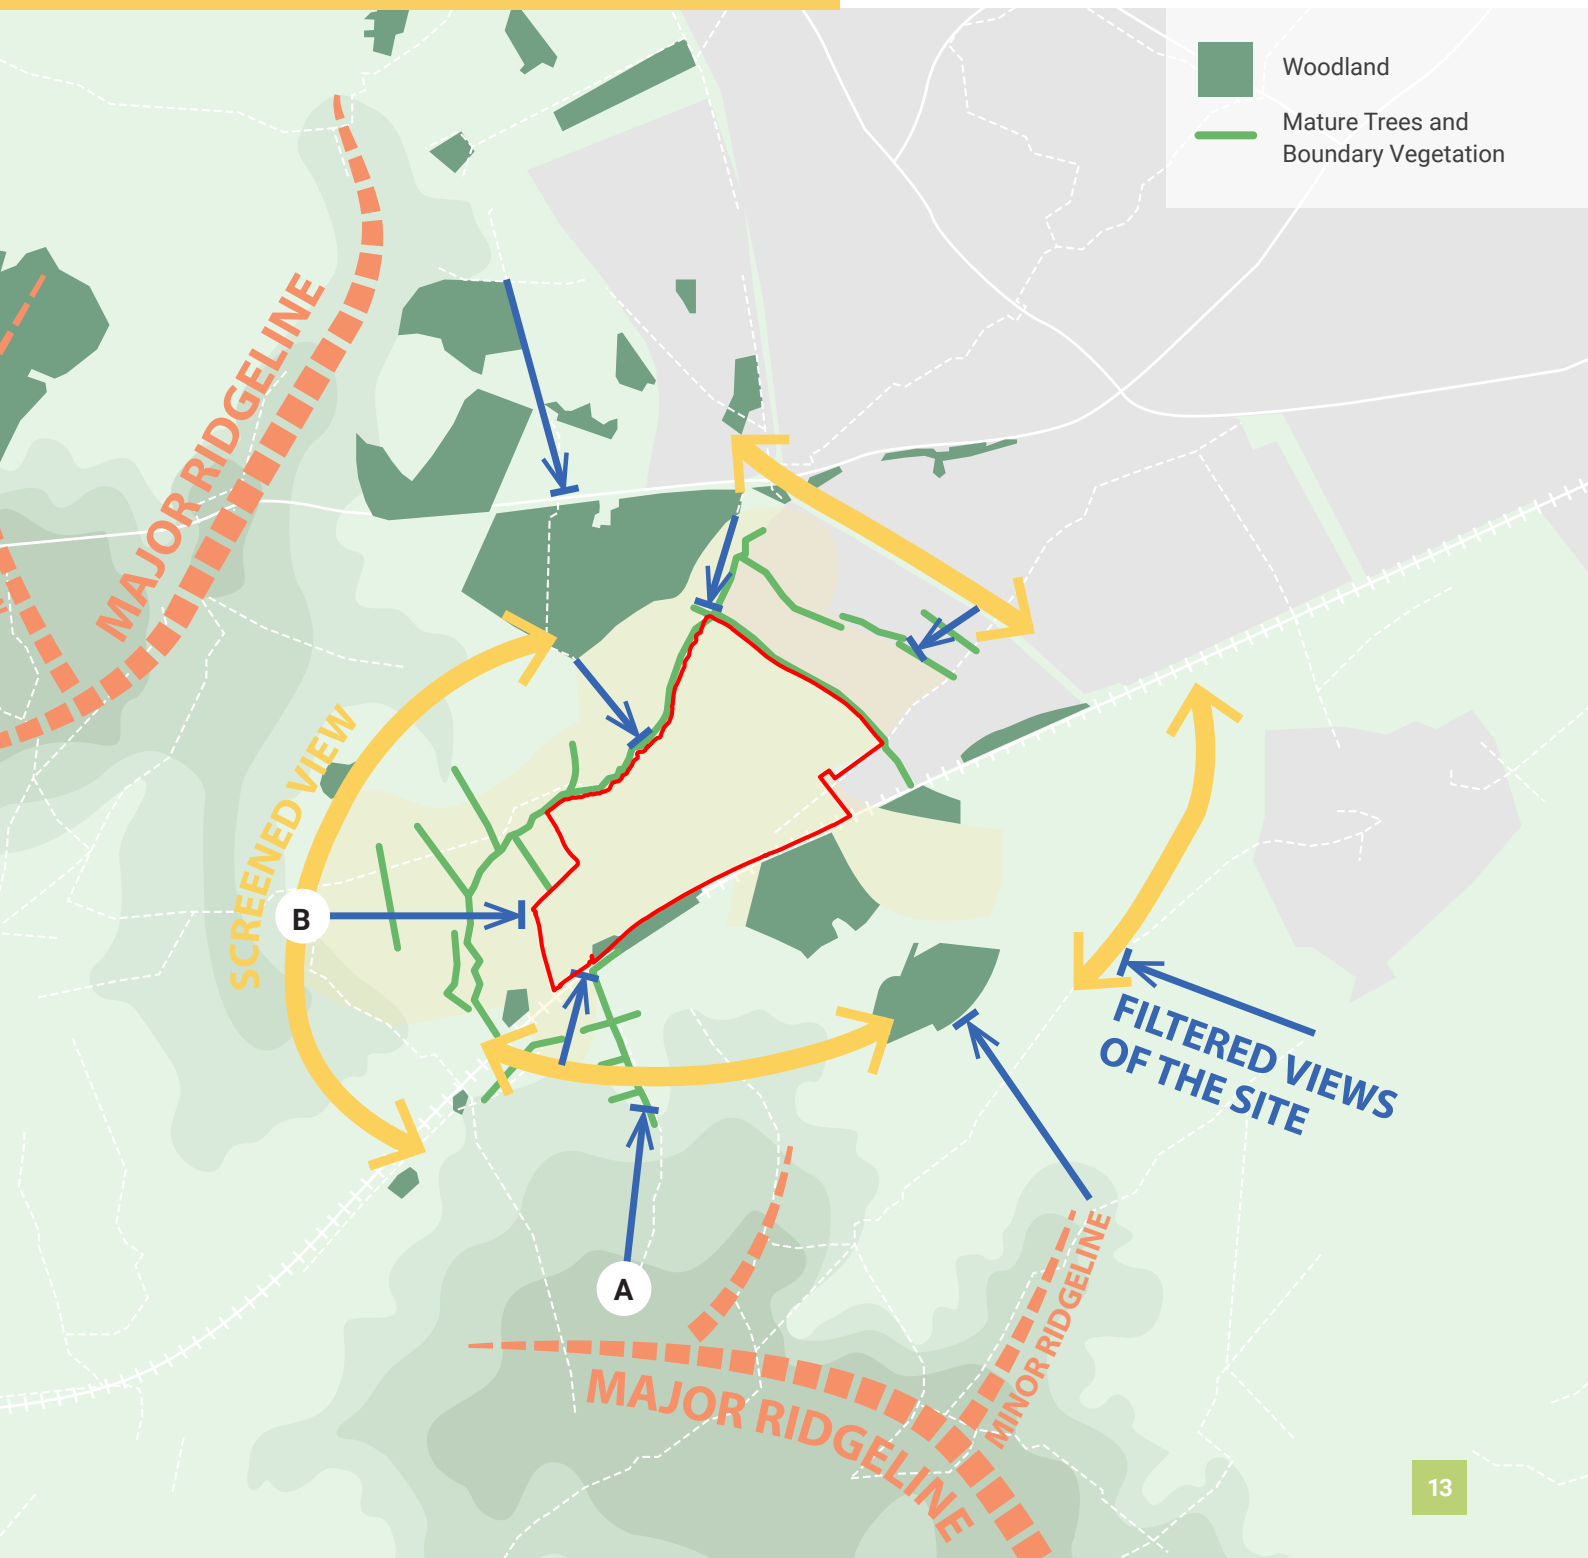 Woodland
Mature Trees and
Boundary Vegetation
MAJOR RIDGELINE
SCREENED VIEW
B
FILTERED VIEWS
OF THE SITE
A
MINOR RIDGELINE
MAJOR RIDGELINE
13